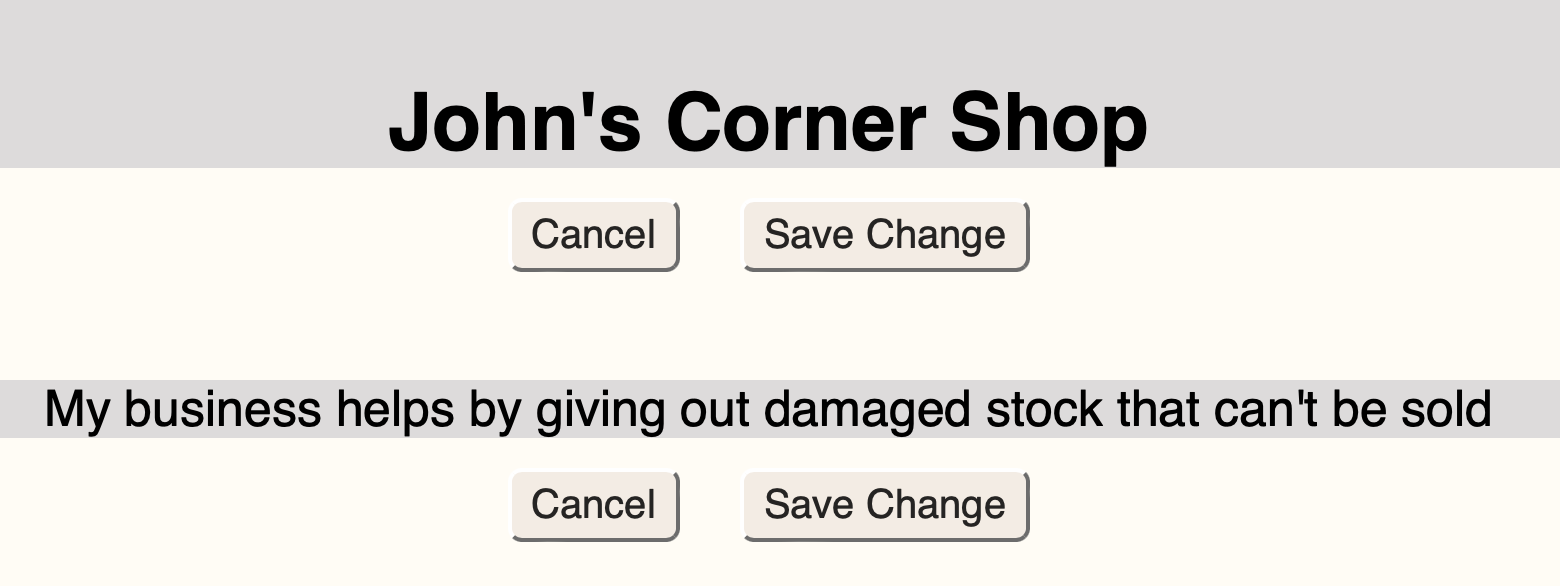 John's Corner Shop
Cancel Save Change
My business helps by giving out damaged stock that can't be sold
Cancel Save Change